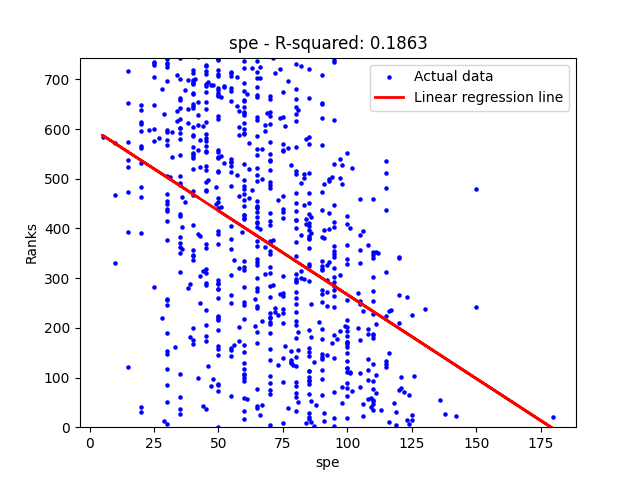 spe - R-squared: 0.1863
Actual data
Linear regression line
700
600
500
400
300
200
100
0
Ranks
0 25 50 75 100 125 150 175
spe